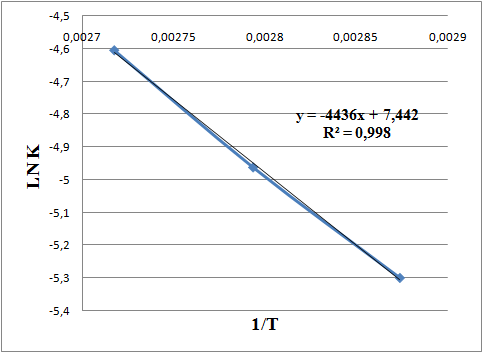 -4,5
0,0027 0,00275 0,0028 0,00285 0,0029
-4,6
-4,7
-4,8
y = -4436x + 7,442
R² = 0,998
-4,9
-5
-5,1
-5,2
-5,3
-5,4
LNK
1/T